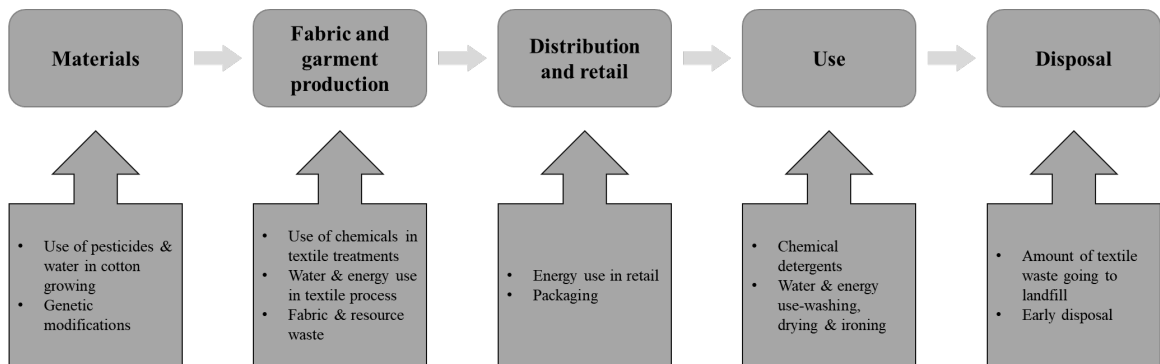 Materials
Fabric and
garment
production
Distribution
and retail
Use
Disposal
• Use of pesticides &
water in cotton
growing
• Genetic
modifications
• Use of chemicals in
textile treatments
• Water & energy use
in textile process
• Fabric & resource
waste
• Energy use in retail
• Packaging
• Chemical
detergents
• Water & energy
use-washing,
drying & ironing
• Amount of textile
waste going to
landfill
• Early disposal